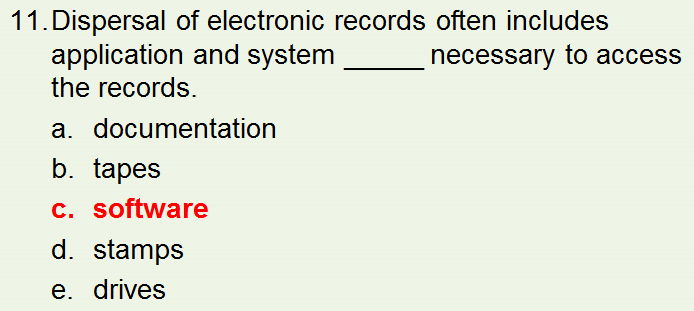 11. Dispersal of electronic records often includes
application and system _____ necessary to access
the records.
a. documentation
b. tapes
c. software
d. stamps
e. drives